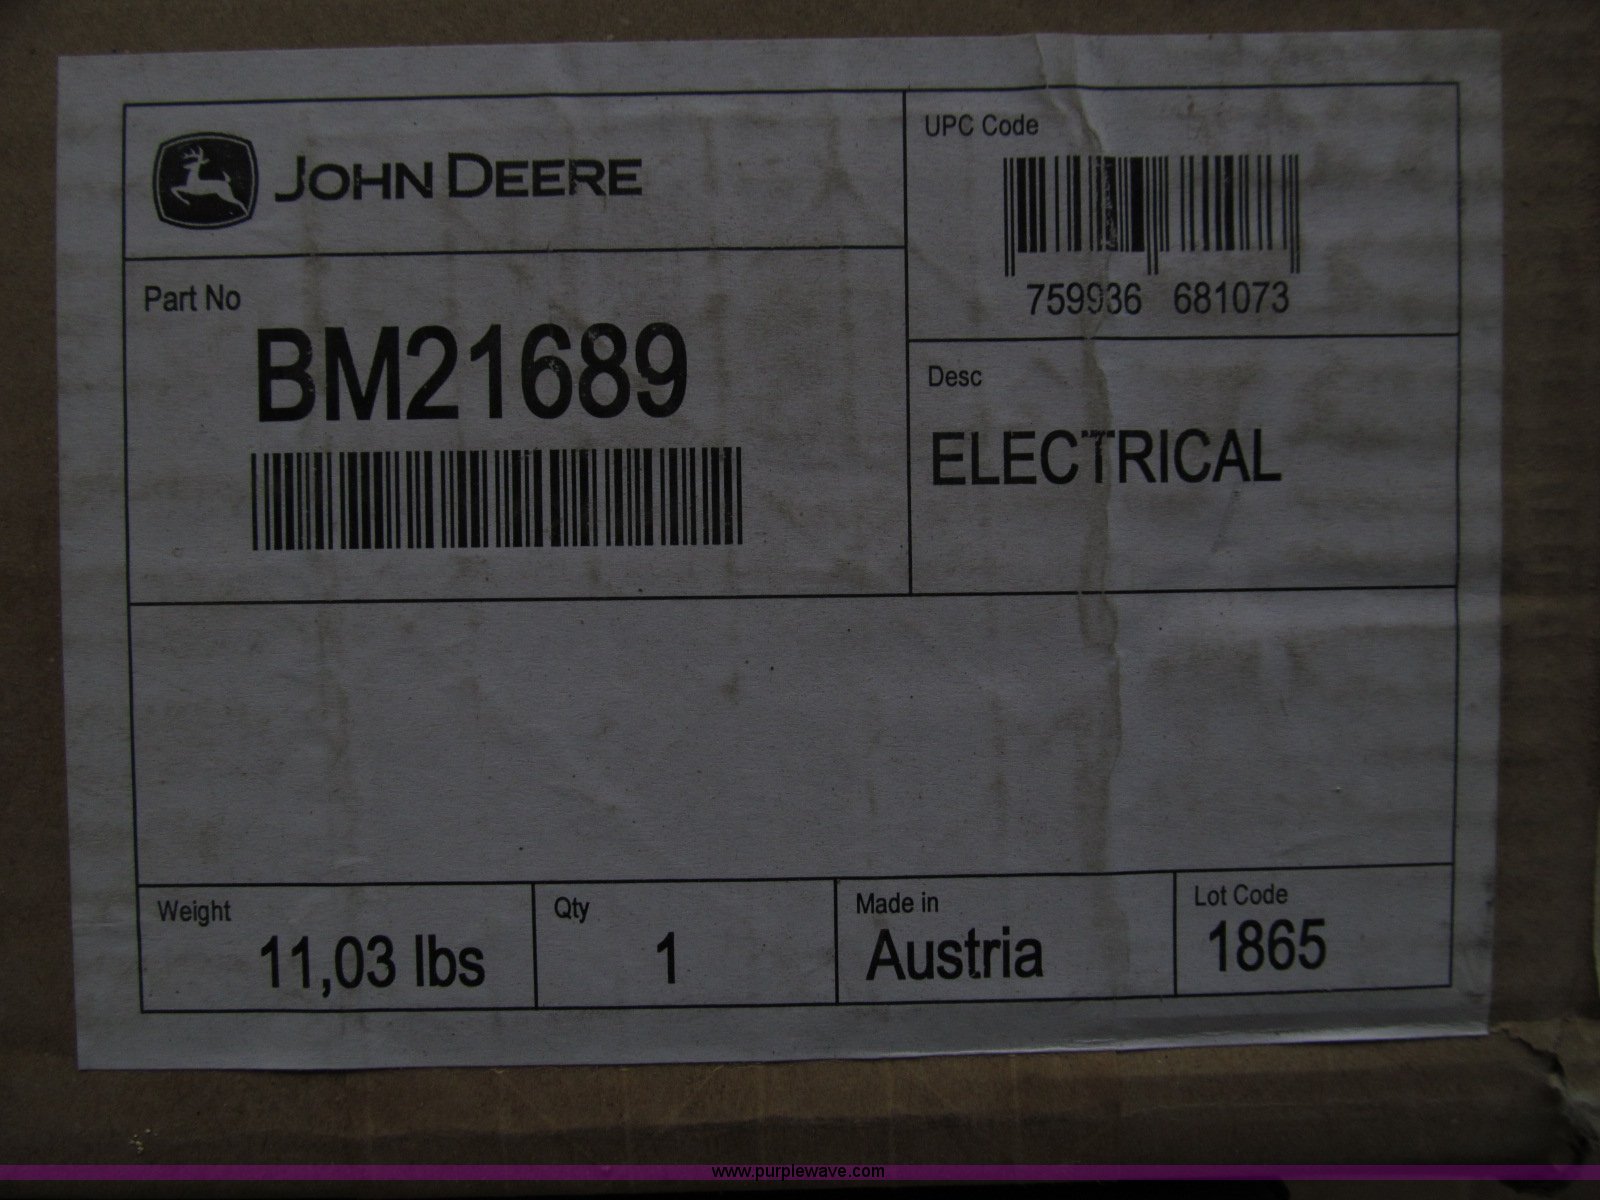 JOHN DEERE
UPC Code
759936 681073
Part No
BM21689
Desc
ELECTRICAL
Weight
11,03 lbs
Qty
1
Made in
Austria
Lot Code
1865
www.purplewave.com